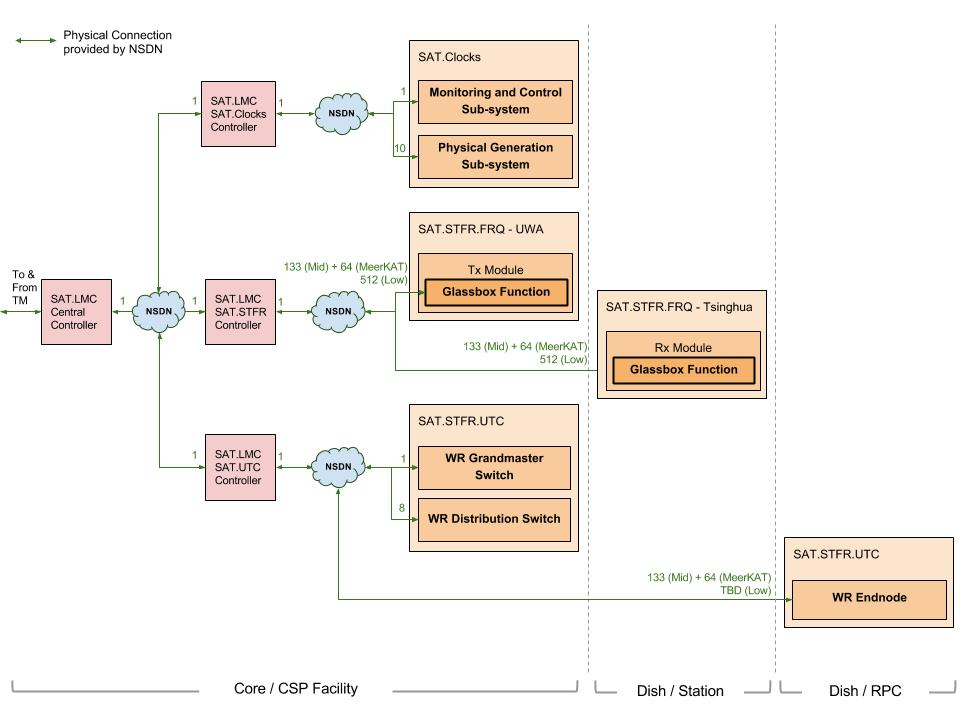 Physical Connection
provided by NSDN
SAT.Clocks
Monitoring and Control
Sub-system
Physical Generation
Sub-system
1
10
1
SAT.LMC
SAT.Clocks
Controller
1
NSDN
SAT.STFR.FRQ - UWA
Tx Module
Glassbox Function
133 (Mid) + 64 (MeerKAT)
512 (Low)
To &
From
TM
SAT.LMC
Central
Controller
1
NSDN
1
SAT.LMC
SAT.STFR
Controller
1
NSDN
SAT.STFR.FRQ - Tsinghua
Rx Module
Glassbox Function
133 (Mid) + 64 (MeerKAT)
512 (Low)
SAT.STFR.UTC
WR Grandmaster
Switch
WR Distribution Switch
1
SAT.LMC
SAT.UTC
Controller
1
NSDN
1
8
SAT.STFR.UTC
WR Endnode
133 (Mid) + 64 (MeerKAT)
TBD (Low)
Core / CSP Facility
Dish / Station
Dish / RPC